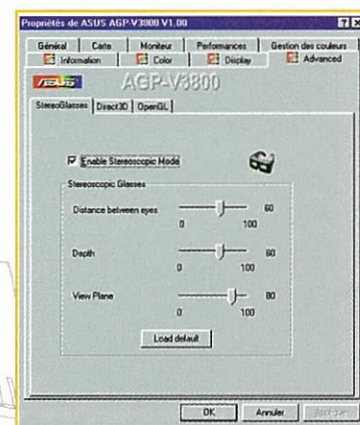 Propriétés de ASUS AGP-V3800 V1.00
Général Carte Moniteur Performances Gestion des couleurs
Information Color Display Advanced
ASUS AGP-V3800
StereoGlasses Direct3D OpenGL
Enable Stereoscopic Mode
Stereoscopic Glasses
Distance between eyes 60
0 100
Depth 60
0 100
View Plane 80
0 100
Load default
OK Annuler Appliquer